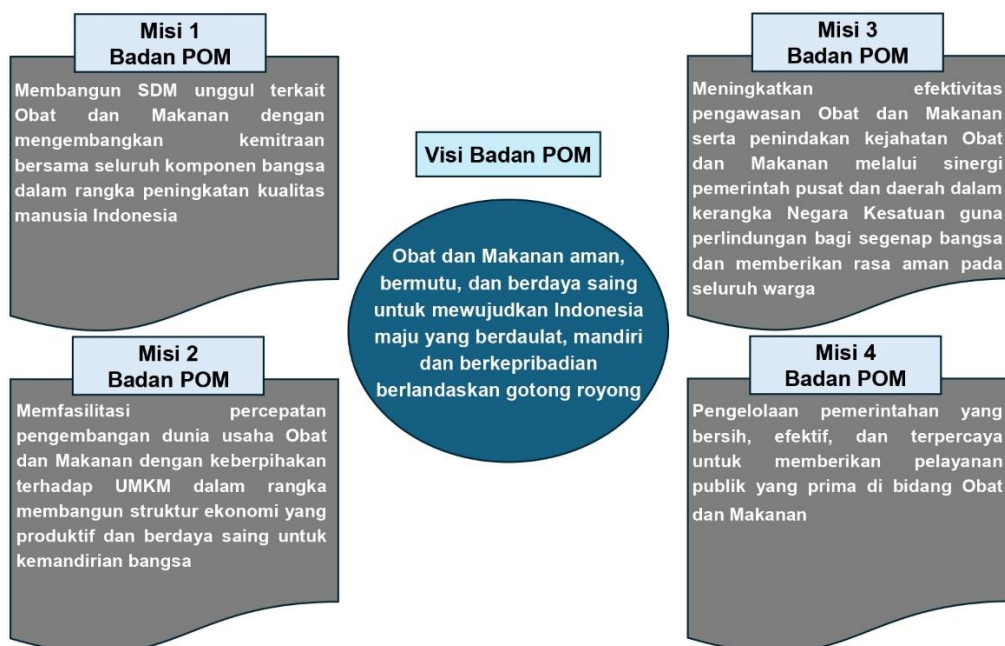 Misi 1
Badan POM
Membangun SDM unggul terkait
Obat dan Makanan dengan
mengembangkan kemitraan
bersama seluruh komponen bangsa
dalam rangka peningkatan kualitas
manusia Indonesia
Misi 2
Badan POM
Memfasilitasi percepatan
pengembangan dunia usaha Obat
dan Makanan dengan keberpihakan
terhadap UMKM dalam rangka
membangun struktur ekonomi yang
produktif dan berdaya saing untuk
kemandirian bangsa
Visi Badan POM
Obat dan Makanan aman,
bermutu, dan berdaya saing
untuk mewujudkan Indonesia
maju yang berdaulat, mandiri
dan berkepribadian
berlandaskan gotong royong
Misi 3
Badan POM
Meningkatkan efektivitas
pengawasan Obat dan Makanan
serta penindakan kejahatan Obat
dan Makanan melalui sinergi
pemerintah pusat dan daerah dalam
kerangka Negara Kesatuan guna
perlindungan bagi segenap bangsa
dan memberikan rasa aman pada
seluruh warga
Misi 4
Badan POM
Pengelolaan pemerintahan yang
bersih, efektif, dan terpercaya
untuk memberikan pelayanan
publik yang prima di bidang Obat
dan Makanan